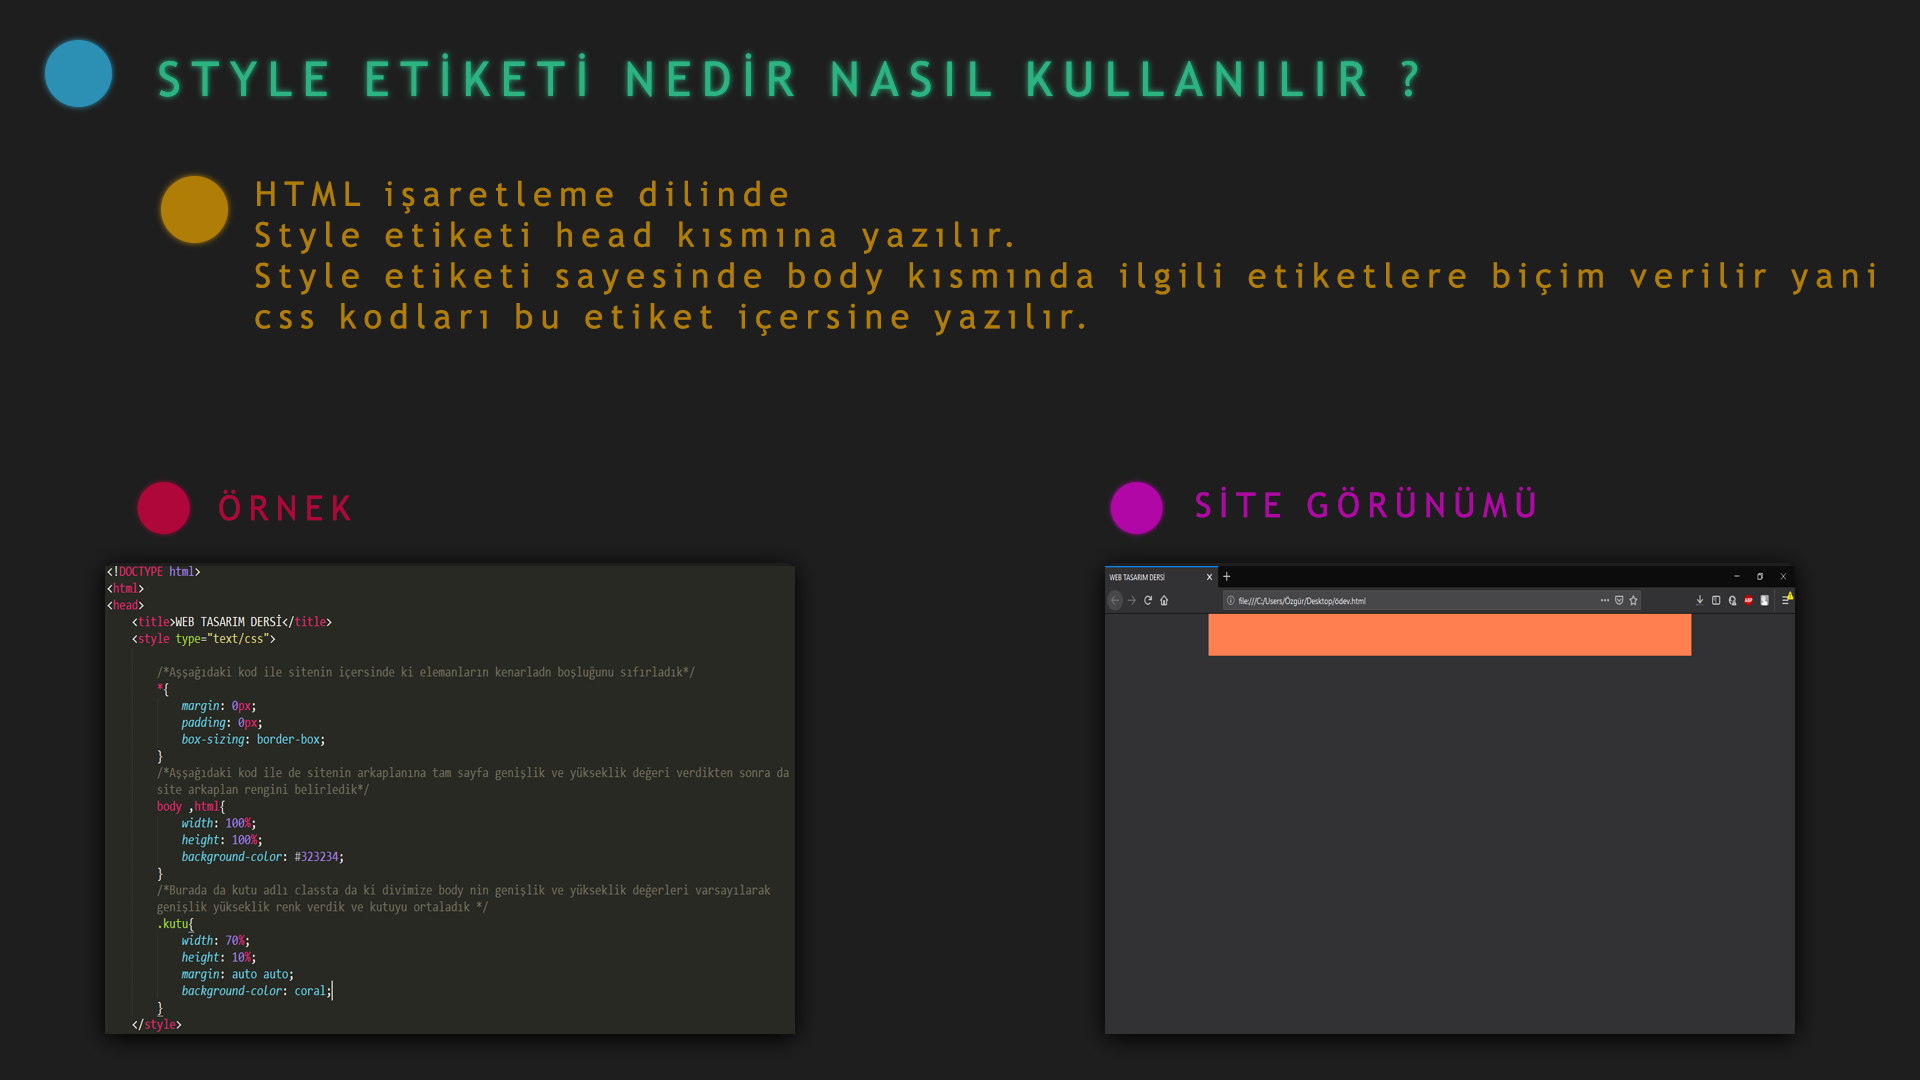 STYLE ETİKETİ NEDİR NASIL KULLANILIR ?
HTML işaretleme dilinde
Style etiketi head kısmına yazılır.
Style etiketi sayesinde body kısmında ilgili etiketlere biçim verilir yani
css kodları bu etiket içersine yazılır.
ÖRNEK
<!DOCTYPE html>
<html>
<head>
<title>WEB TASARIM DERSİ</title>
<style type="text/css">
/*Aşşağıdaki kod ile sitenin içersinde ki elemanların kenarladn boşluğunu sıfırladık*/
*{
margin: 0px;
padding: 0px;
box-sizing: border-box;
}
/*Aşşağıdaki kod ile de sitenin arkaplanına tam sayfa genişlik ve yükseklik değeri verdikten sonra da
site arkaplan rengini belirledik*/
body ,html{
width: 100%;
height: 100%;
background-color: #323234;
}
/*Burada da kutu adlı classta da ki divimize body nin genişlik ve yükseklik değerleri varsayılarak
genişlik yükseklik renk verdik ve kutuyu ortaladık */
.kutu{
width: 70%;
height: 10%;
margin: auto auto;
background-color: coral;
}
</style>
SİTE GÖRÜNÜMÜ
WEB TASARIM DERSİ
file:///C:/Users/Özgür/Desktop/ödev.html
ABP